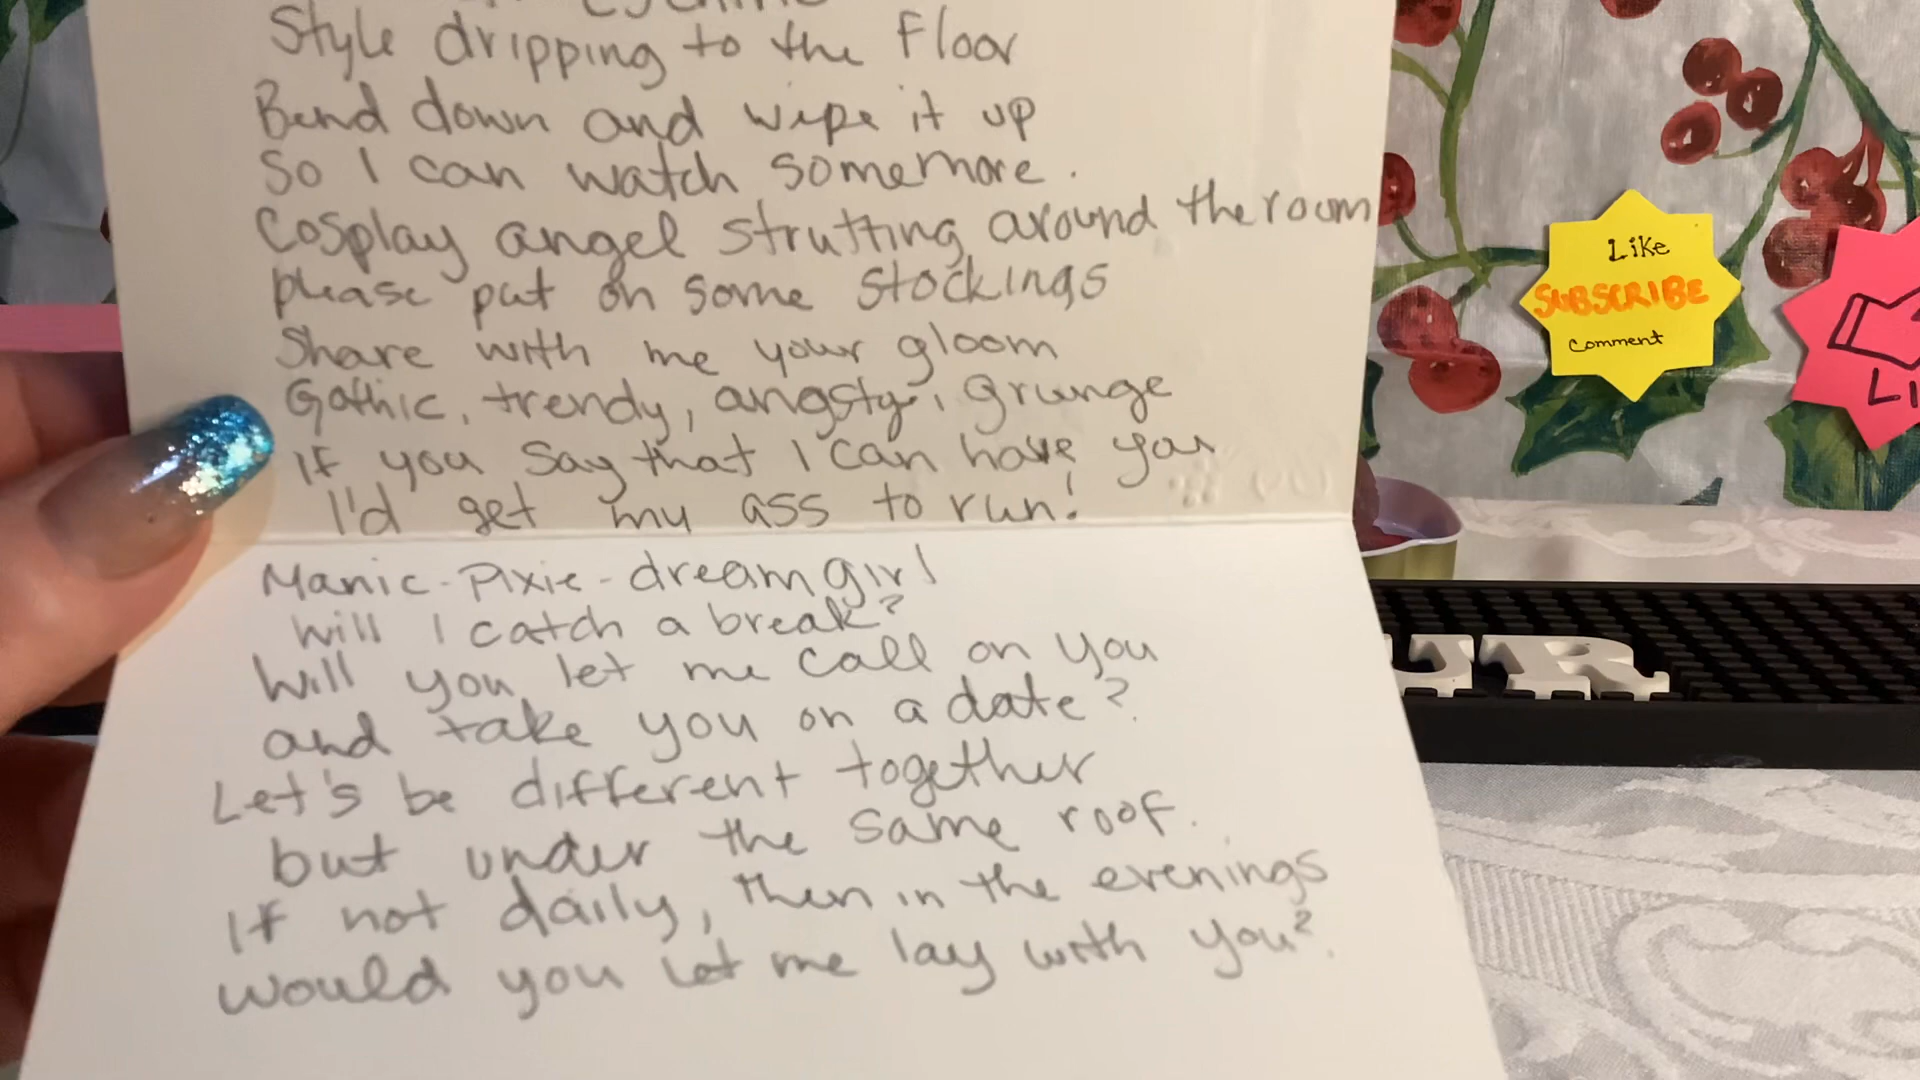 Style dripping to the Floor
Bend down and wipe it up
So I can watch somemore.
Cosplay angel strutting around the room
please put on some stockings
Share with me your gloom
Gothic, trendy, angsty, grunge
If you say that I can have you
I'd get my ass to run!
Manic-Pixie-dream girl
Will I catch a break?
Will you let me call on you
and take you on a date?
Let's be different together
but under the same roof.
If not daily, then in the evenings
would you let me lay with you?
Like
SUBSCRIBE
Comment
LI
UR